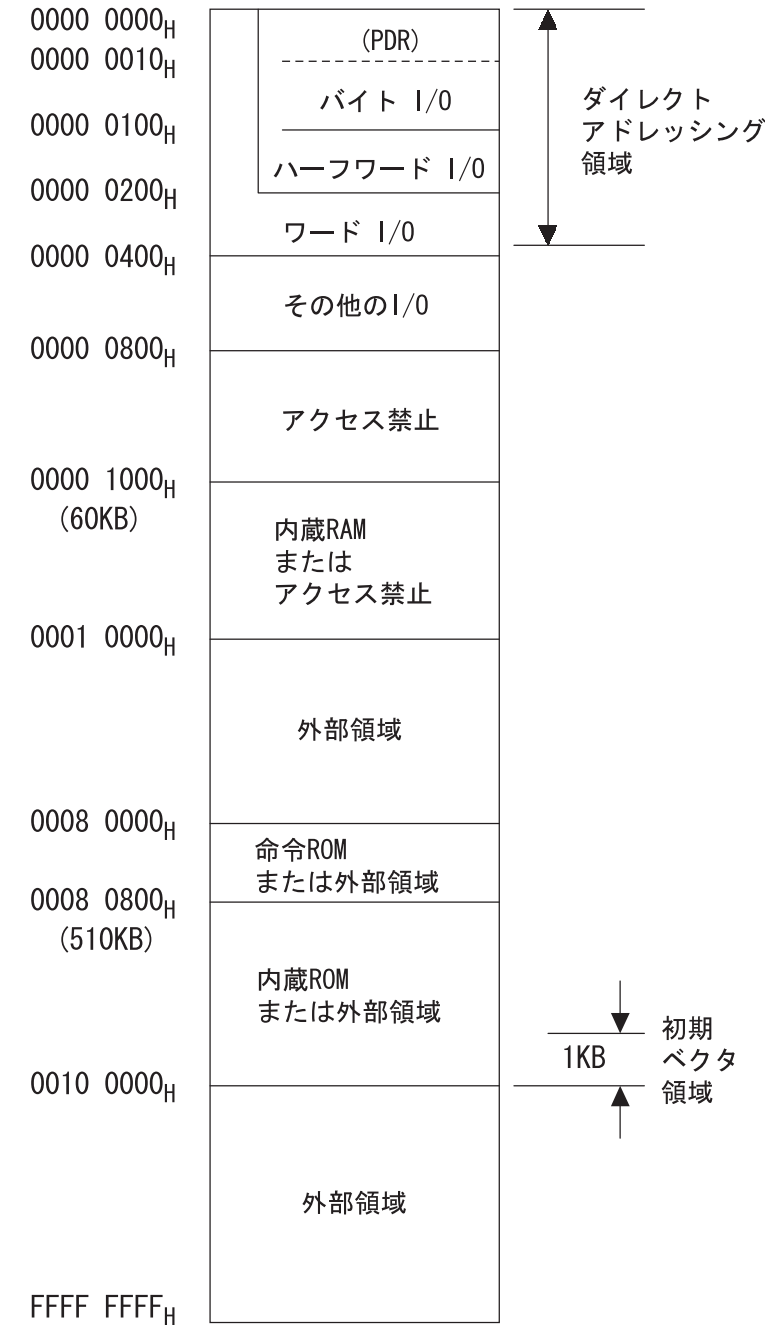 0000 0000H
(PDR)
0000 0010H
バイト I/O
ダイレクト
アドレッシング
領域
0000 0100H
ハーフワード I/O
0000 0200H
ワード I/O
0000 0400H
その他のI/O
0000 0800H
アクセス禁止
0000 1000H
(60KB)
内蔵RAM
または
アクセス禁止
0001 0000H
外部領域
0008 0000H
命令ROM
または外部領域
0008 0800H
(510KB)
内蔵ROM
または外部領域
1KB
初期
ベクタ
領域
0010 0000H
外部領域
FFFF FFFFH